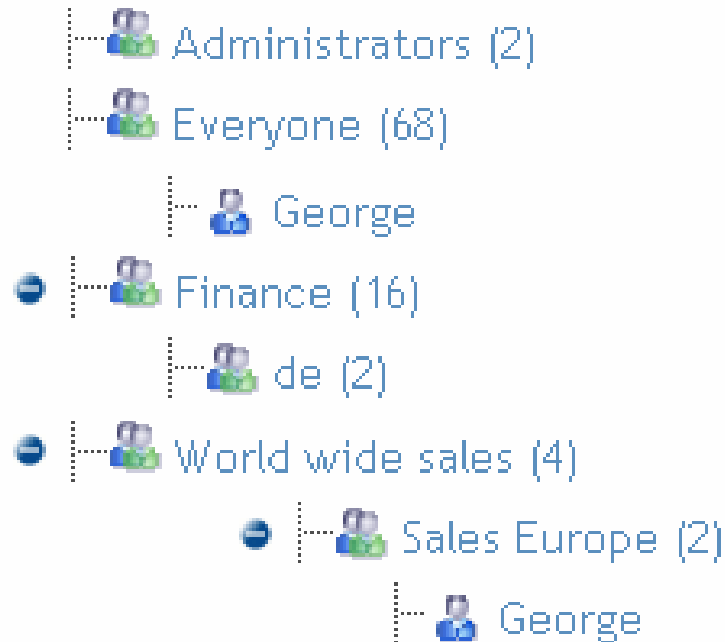 Administrators (2)
Everyone (68)
George
Finance (16)
de (2)
World wide sales (4)
Sales Europe (2)
George